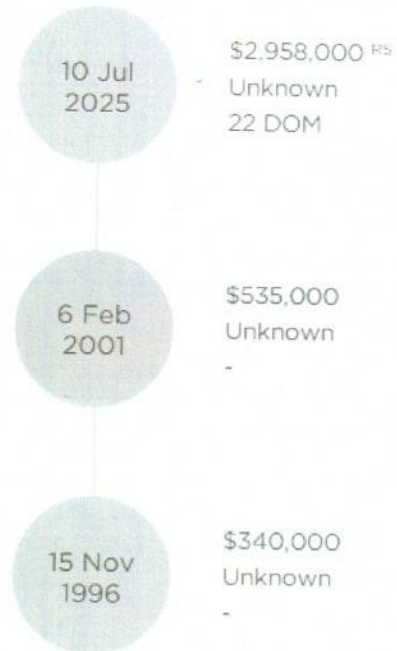 10 Jul
2025
$2,958,000 RS
Unknown
22 DOM
6 Feb
2001
$535,000
Unknown
-
15 Nov
1996
$340,000
Unknown
-